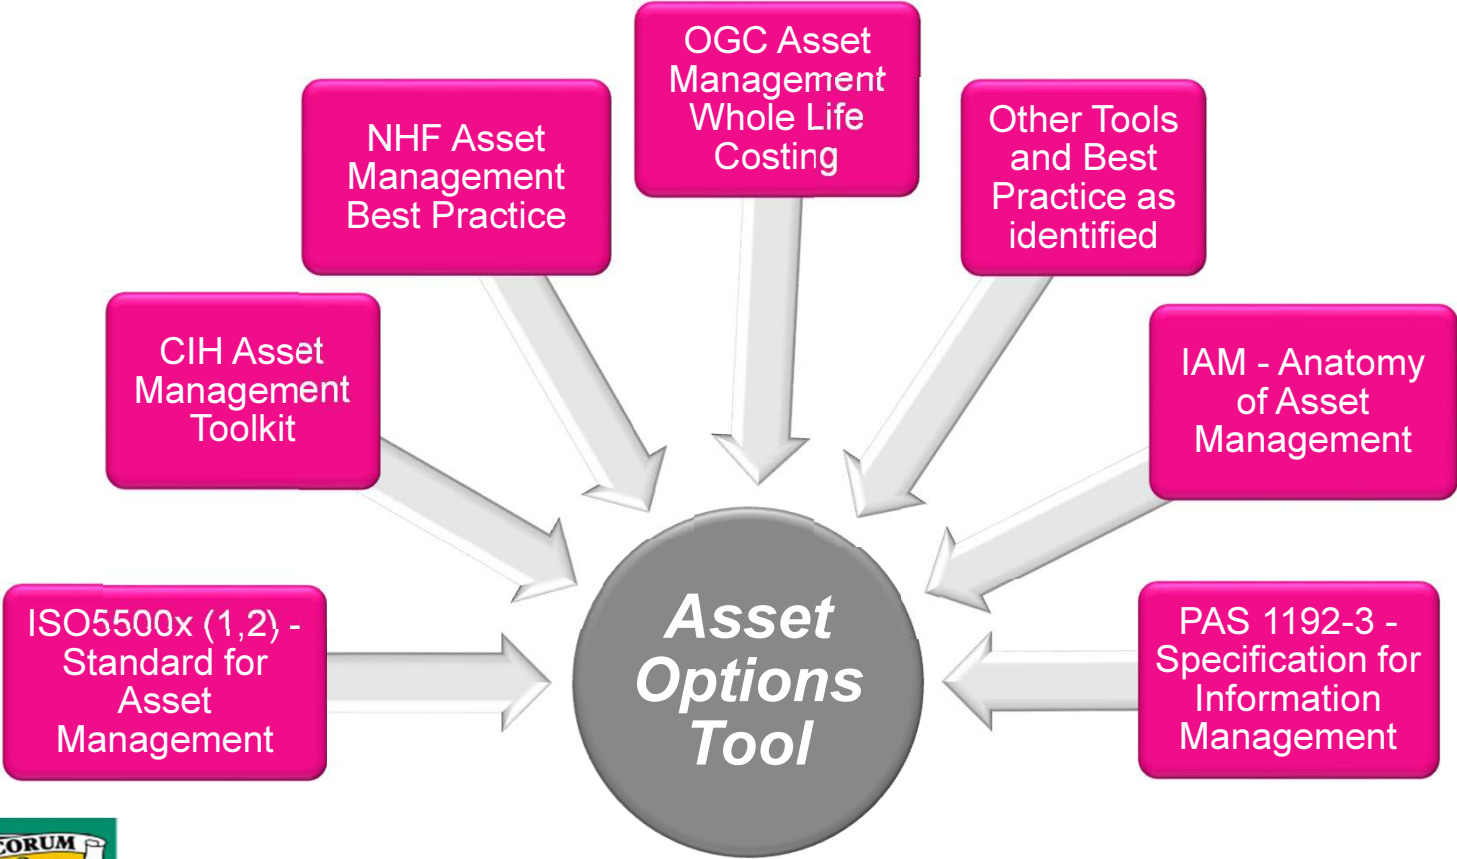 OGC Asset
Management
Whole Life
Costing
NHF Asset
Management
Best Practice
Other Tools
and Best
Practice as
identified
CIH Asset
Management
Toolkit
IAM - Anatomy
of Asset
Management
ISO5500x (1,2) -
Standard for
Asset
Management
Asset
Options
Tool
PAS 1192-3 -
Specification for
Information
Management
CORUM